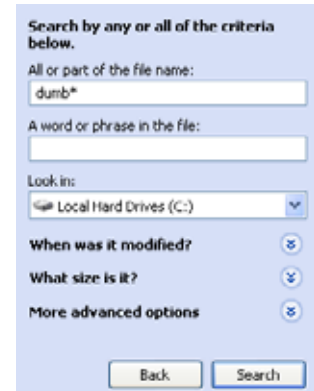 Search by any or all of the criteria
below.
All or part of the file name:
dumb*
A word or phrase in the file:
Look in:
Local Hard Drives (C:)
When was it modified?
What size is it?
More advanced options
Back Search